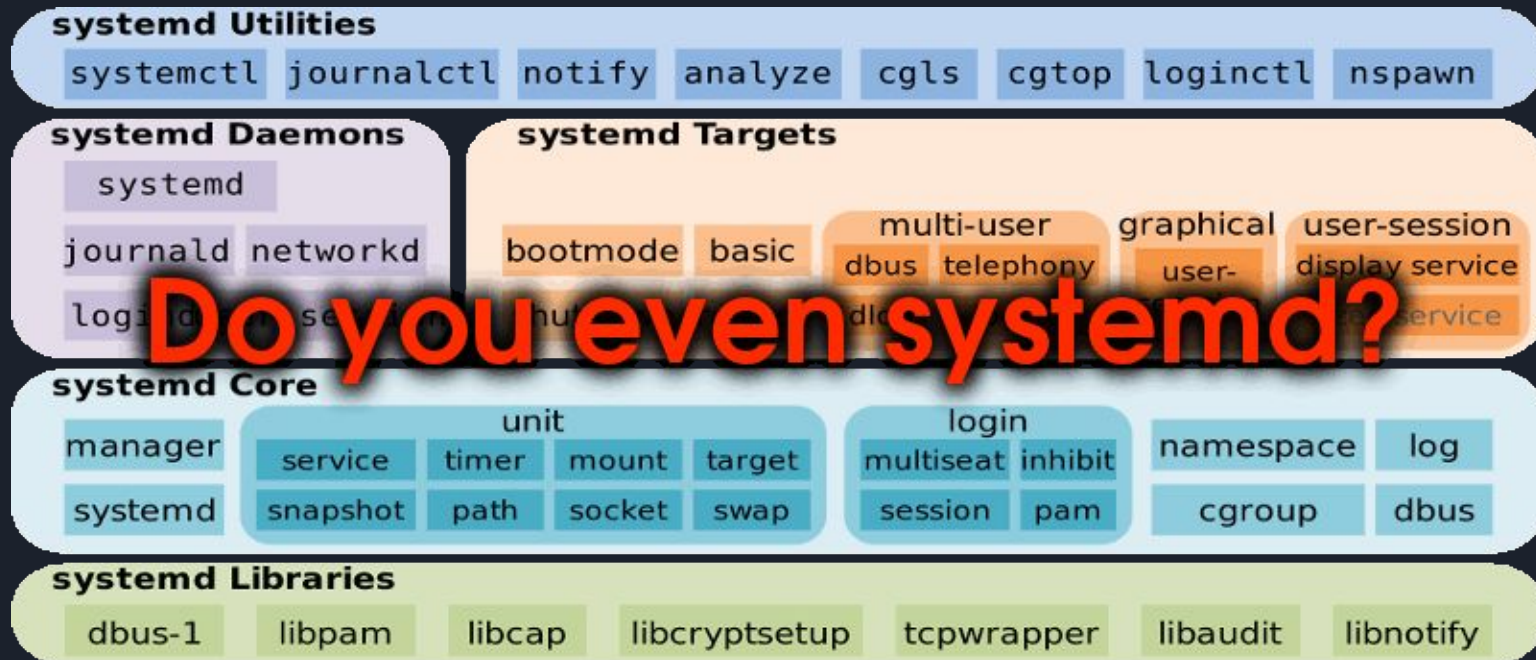 systemd Utilities
systemctl journalctl notify analyze cgls cgtop loginctl nspawn
systemd Daemons
systemd
journald networkd
systemd Targets
bootmode basic
multi-user
dbus telephony
graphical
user-
user-session
display service
service
Do you even systemd?
systemd Core
manager
systemd
unit
service timer mount target
snapshot path socket swap
login
multiseat inhibit
session pam
namespace log
cgroup dbus
systemd Libraries
dbus-1 libpam libcap libcryptsetup tcpwrapper libaudit libnotify